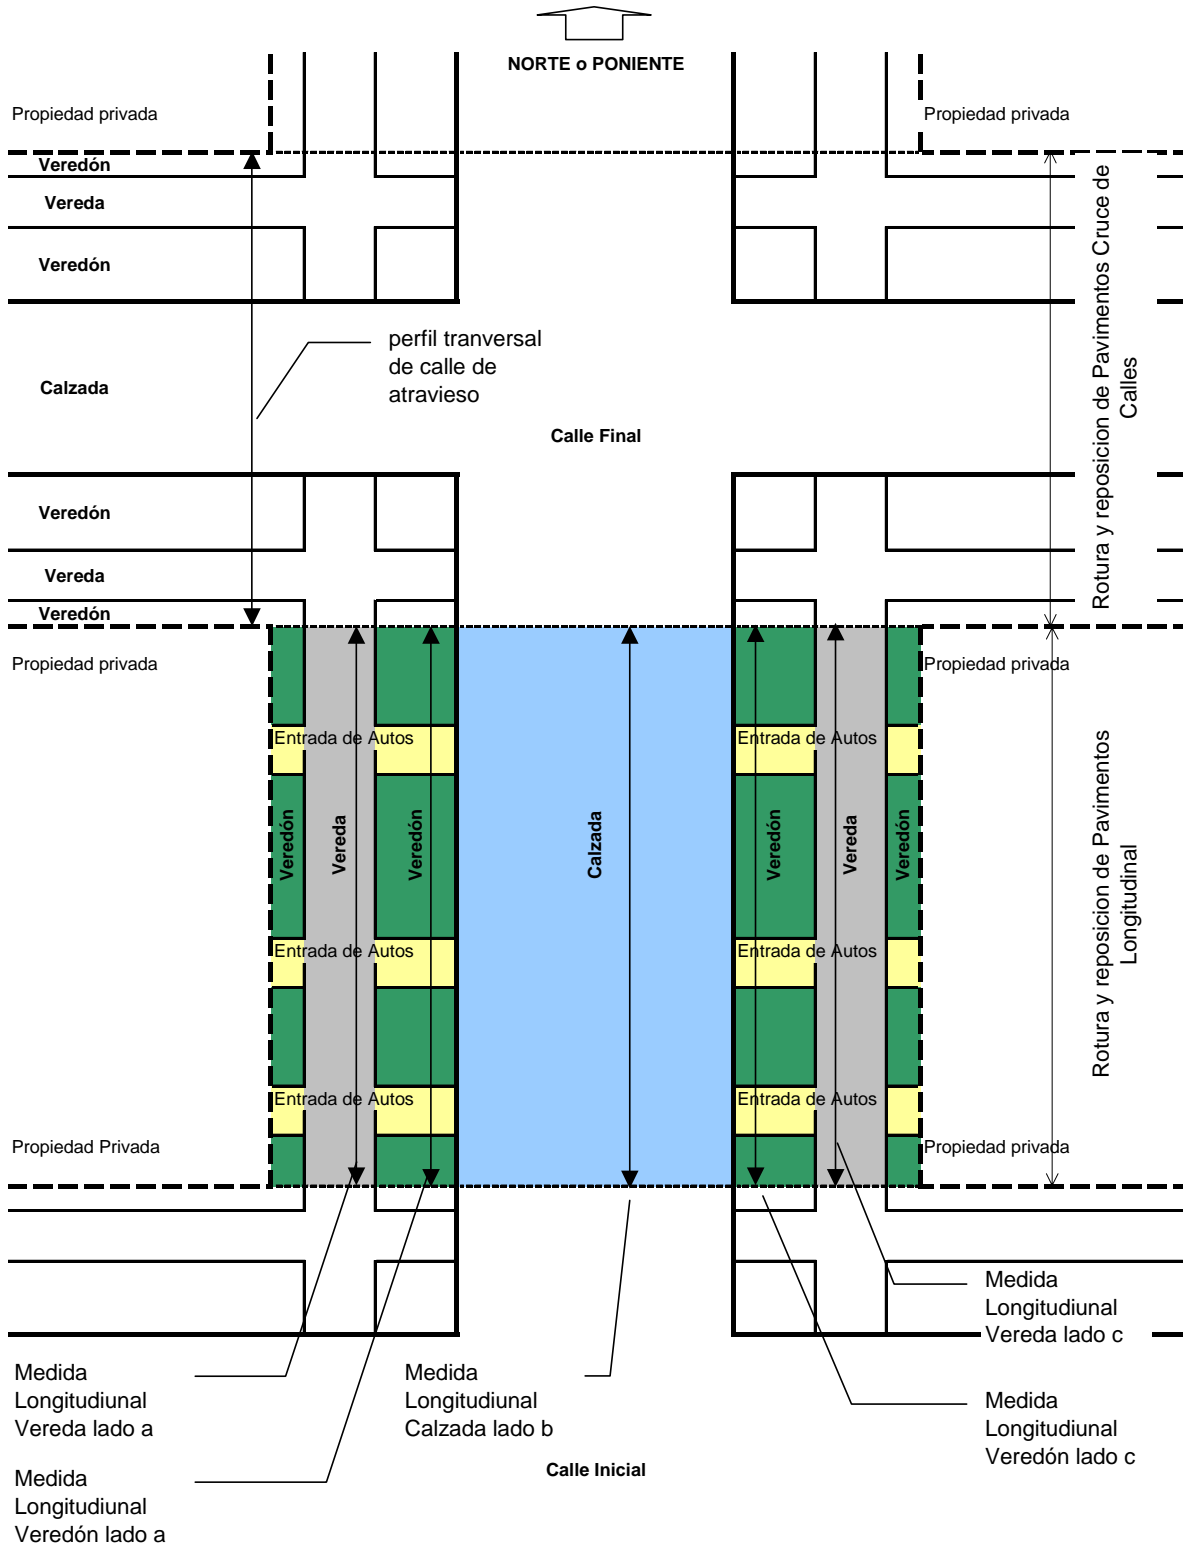 NORTE o PONIENTE
Propiedad privada
Propiedad privada
Veredón
Vereda
Veredón
perfil tranversal
de calle de
atravieso
Calzada
Calle Final
Rotura y reposicion de Pavimentos Cruce de
Calles
Veredón
Vereda
Veredón
Propiedad privada
Propiedad privada
Entrada de Autos
Entrada de Autos
Veredón
Vereda
Veredón
Calzada
Veredón
Vereda
Veredón
Rotura y reposicion de Pavimentos
Longitudinal
Entrada de Autos
Entrada de Autos
Entrada de Autos
Entrada de Autos
Propiedad Privada
Propiedad privada
Medida
Longitudiunal
Vereda lado c
Medida
Longitudiunal
Vereda lado a
Medida
Longitudiunal
Calzada lado b
Medida
Longitudiunal
Veredón lado c
Calle Inicial
Medida
Longitudiunal
Veredón lado a